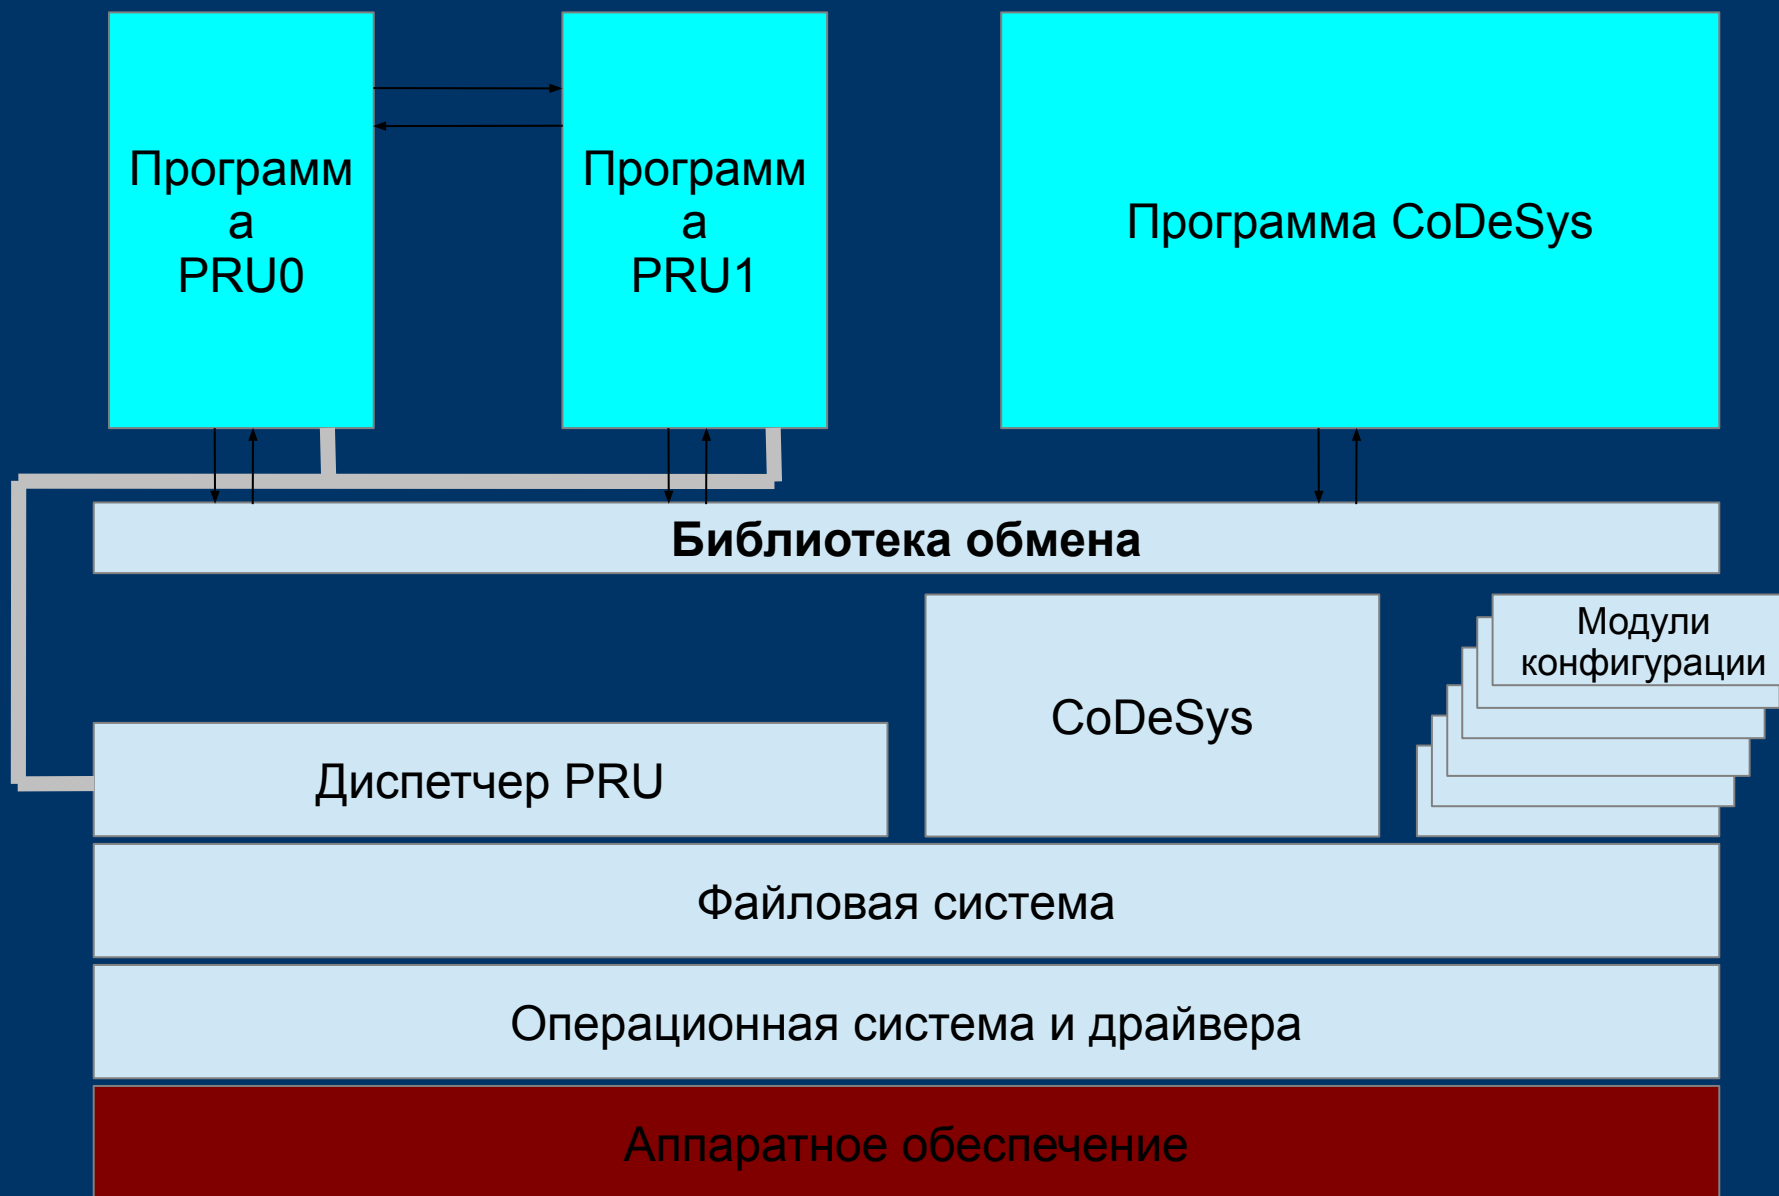 Программ
а
PRU0
Программ
а
PRU1
Программа CoDeSys
Библиотека обмена
Модули
конфигурации
CoDeSys
Диспетчер PRU
Файловая система
Операционная система и драйвера
Аппаратное обеспечение